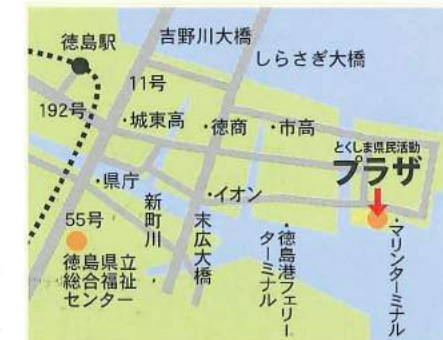 吉野川大橋
徳島駅
しらさぎ大橋
11号
192号
・城東高
・徳商
・市高
とくしま県民活動
プラザ
・県庁
新町川
・イオン
55号
末広大橋
・徳島港フェリー
ターミナル
・マリンターミナル
徳島県立
総合福祉
センター